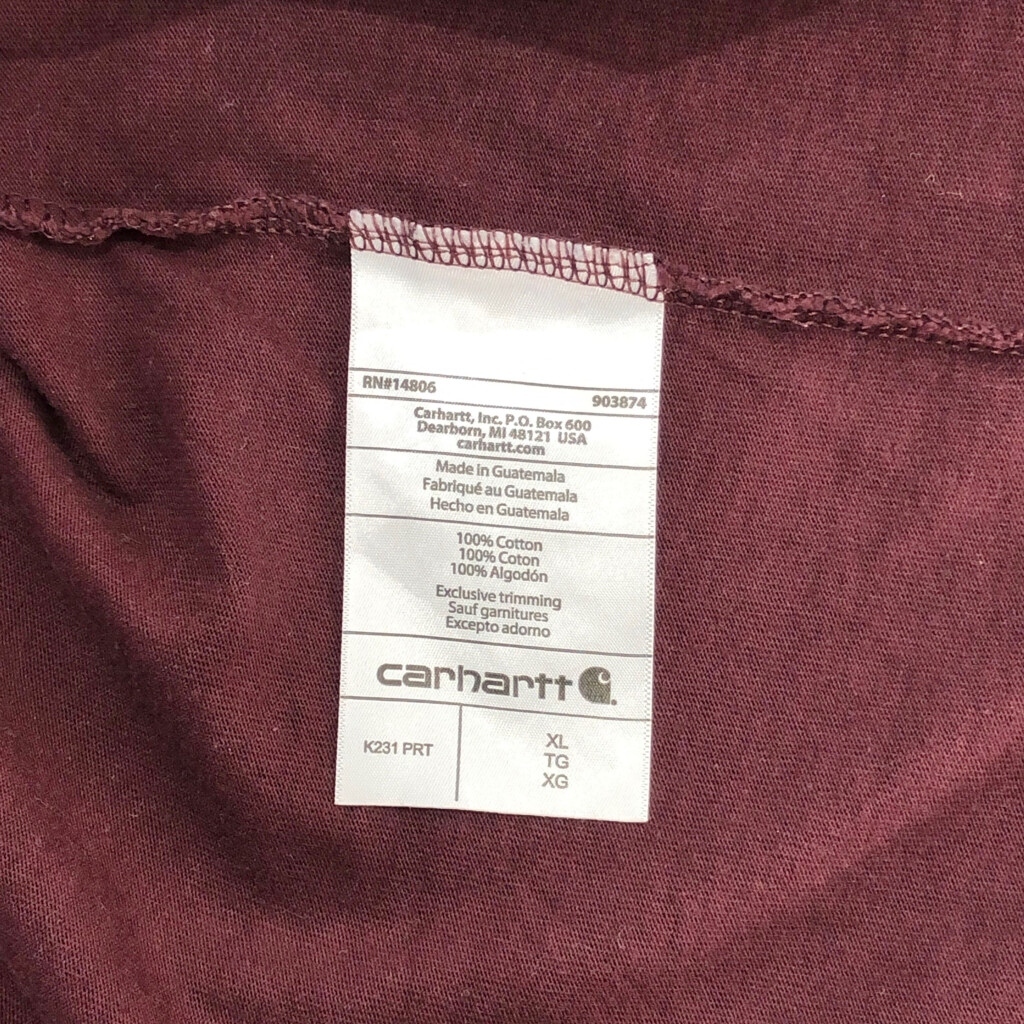 RN#14806
903874
Carhartt, Inc. P.O. Box 600
Dearborn, MI 48121 USA
carhartt.com
Made in Guatemala
Fabriqué au Guatemala
Hecho en Guatemala
100% Cotton
100% Coton
100% Algodón
Exclusive trimming
Sauf garnitures
Excepto adorno
carhartt
K231 PRT
XL
TG
XG